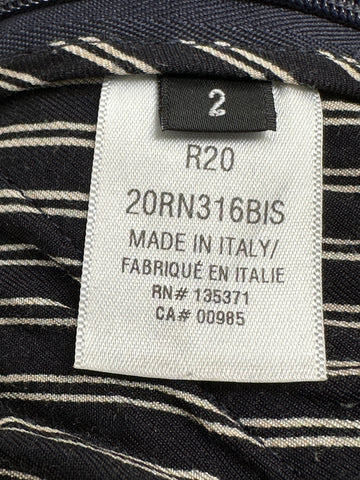 2
R20
20RN316BIS
MADE IN ITALY/
FABRIQUÉ EN ITALIE
RN# 135371
CA# 00985